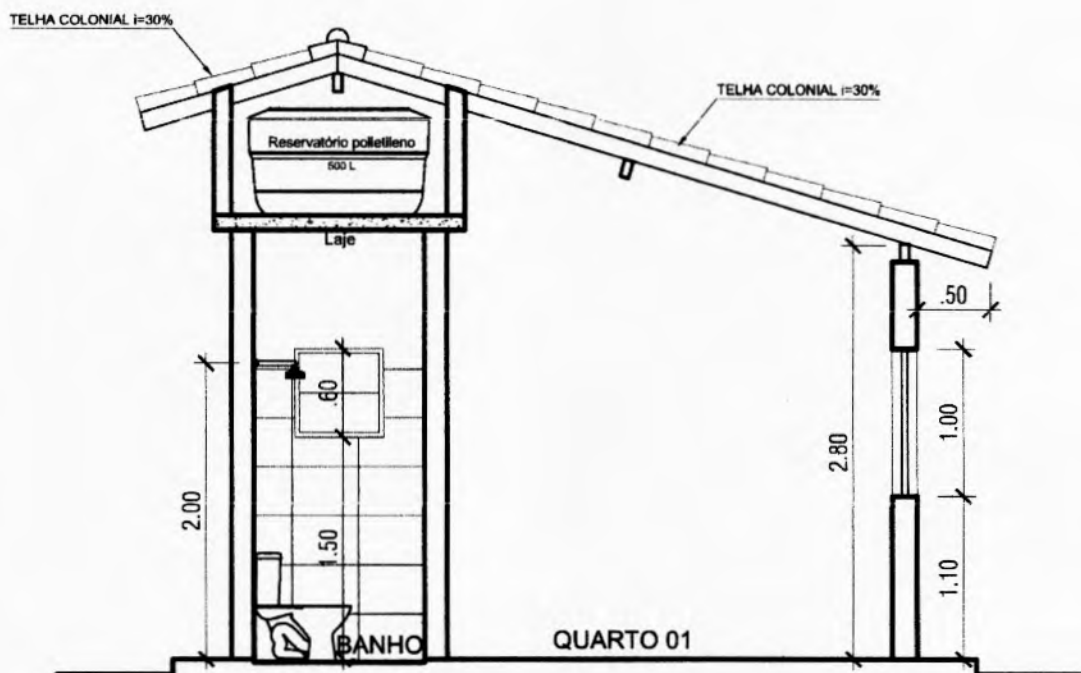 TELHA COLONIAL i=30%
TELHA COLONIAL i=30%
Reservatório polietileno
500 L
Laje
.50
.60
1.00
2.80
2.00
1.50
1.10
BANHO
QUARTO 01